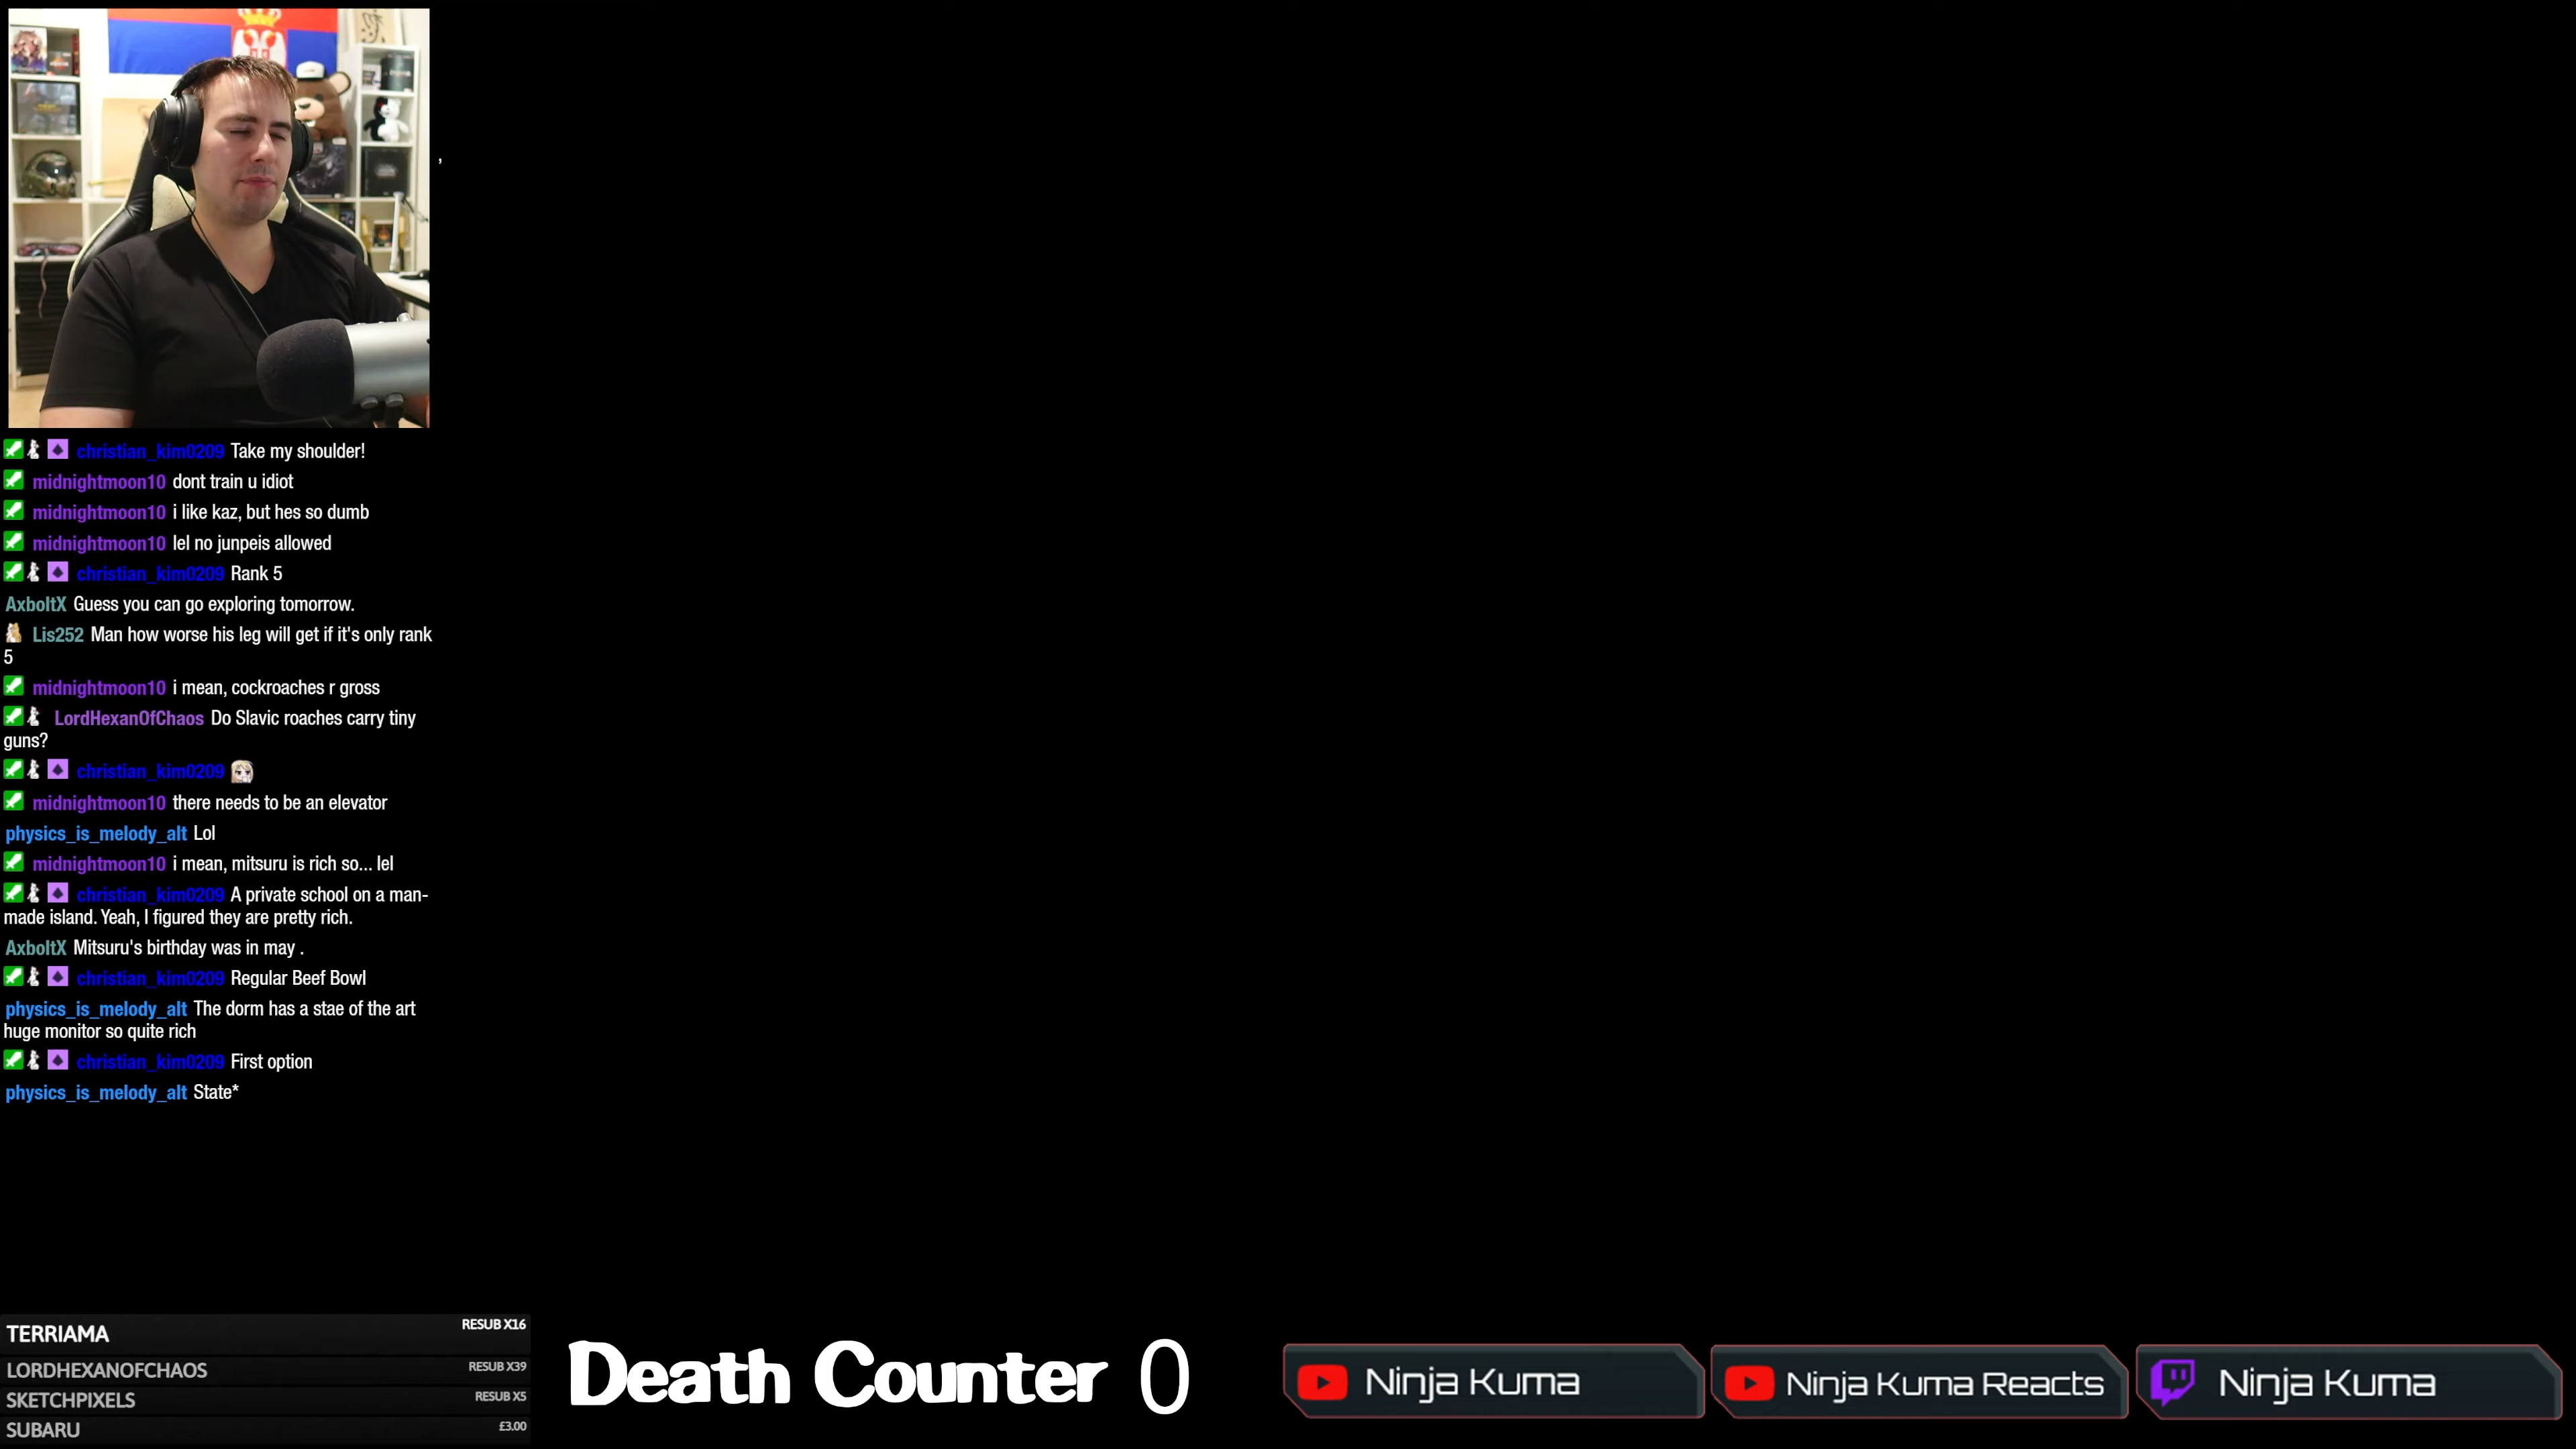 ,
christian_kim0209 Take my shoulder!
midnightmoon10 dont train u idiot
midnightmoon10 i like kaz, but hes so dumb
midnightmoon10 lel no junpeis allowed
christian_kim0209 Rank 5
AxboltX Guess you can go exploring tomorrow.
Lis252 Man how worse his leg will get if it's only rank
5
midnightmoon10 i mean, cockroaches r gross
LordHexanOfChaos Do Slavic roaches carry tiny
guns?
christian_kim0209
midnightmoon10 there needs to be an elevator
physics_is_melody_alt Lol
midnightmoon10 i mean, mitsuru is rich so... lel
christian_kim0209 A private school on a man-
made island. Yeah, I figured they are pretty rich.
AxboltX Mitsuru's birthday was in may .
christian_kim0209 Regular Beef Bowl
physics_is_melody_alt The dorm has a stae of the art
huge monitor so quite rich
christian_kim0209 First option
physics_is_melody_alt State*
TERRIAMA RESUB X16
LORDHEXANOFCHAOS RESUB X39
SKETCHPIXELS RESUB X5
SUBARU £3.00
Death Counter 0
Ninja Kuma
Ninja Kuma Reacts
Ninja Kuma